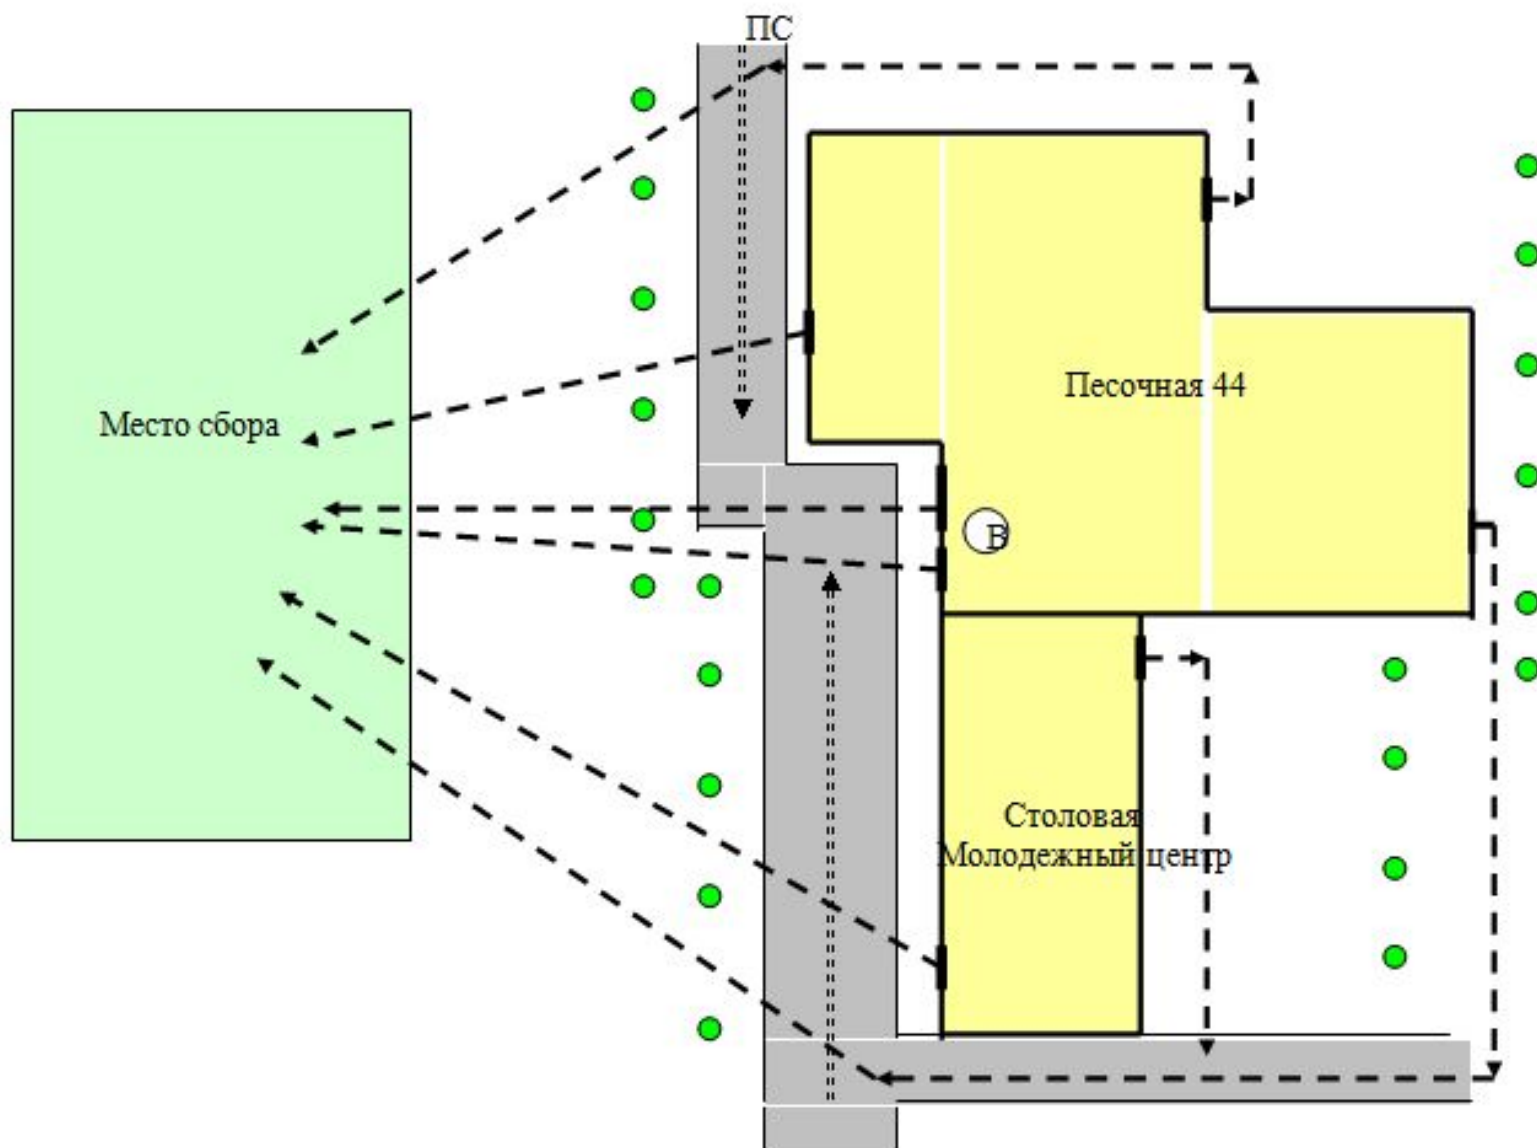 ПС
Песочная 44
Место сбора
В
Столовая
Молодежный центр